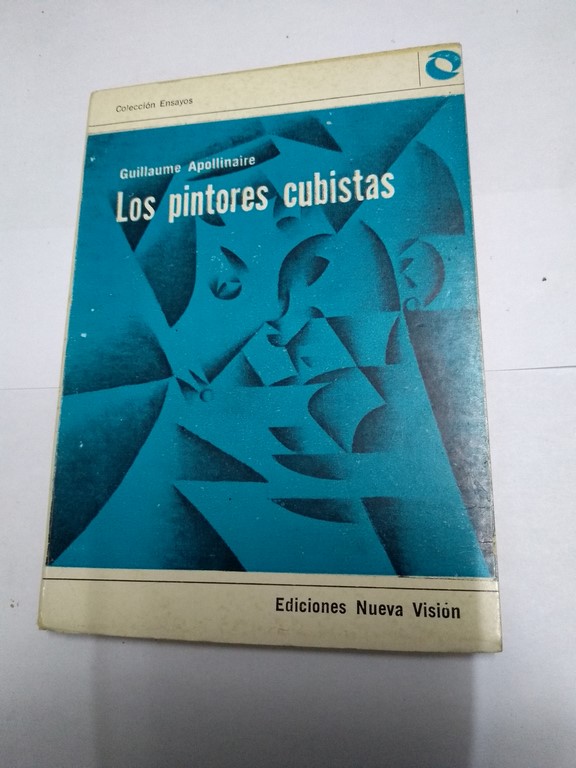 Colección Ensayos
Guillaume Apollinaire
Los pintores cubistas
Ediciones Nueva Visión